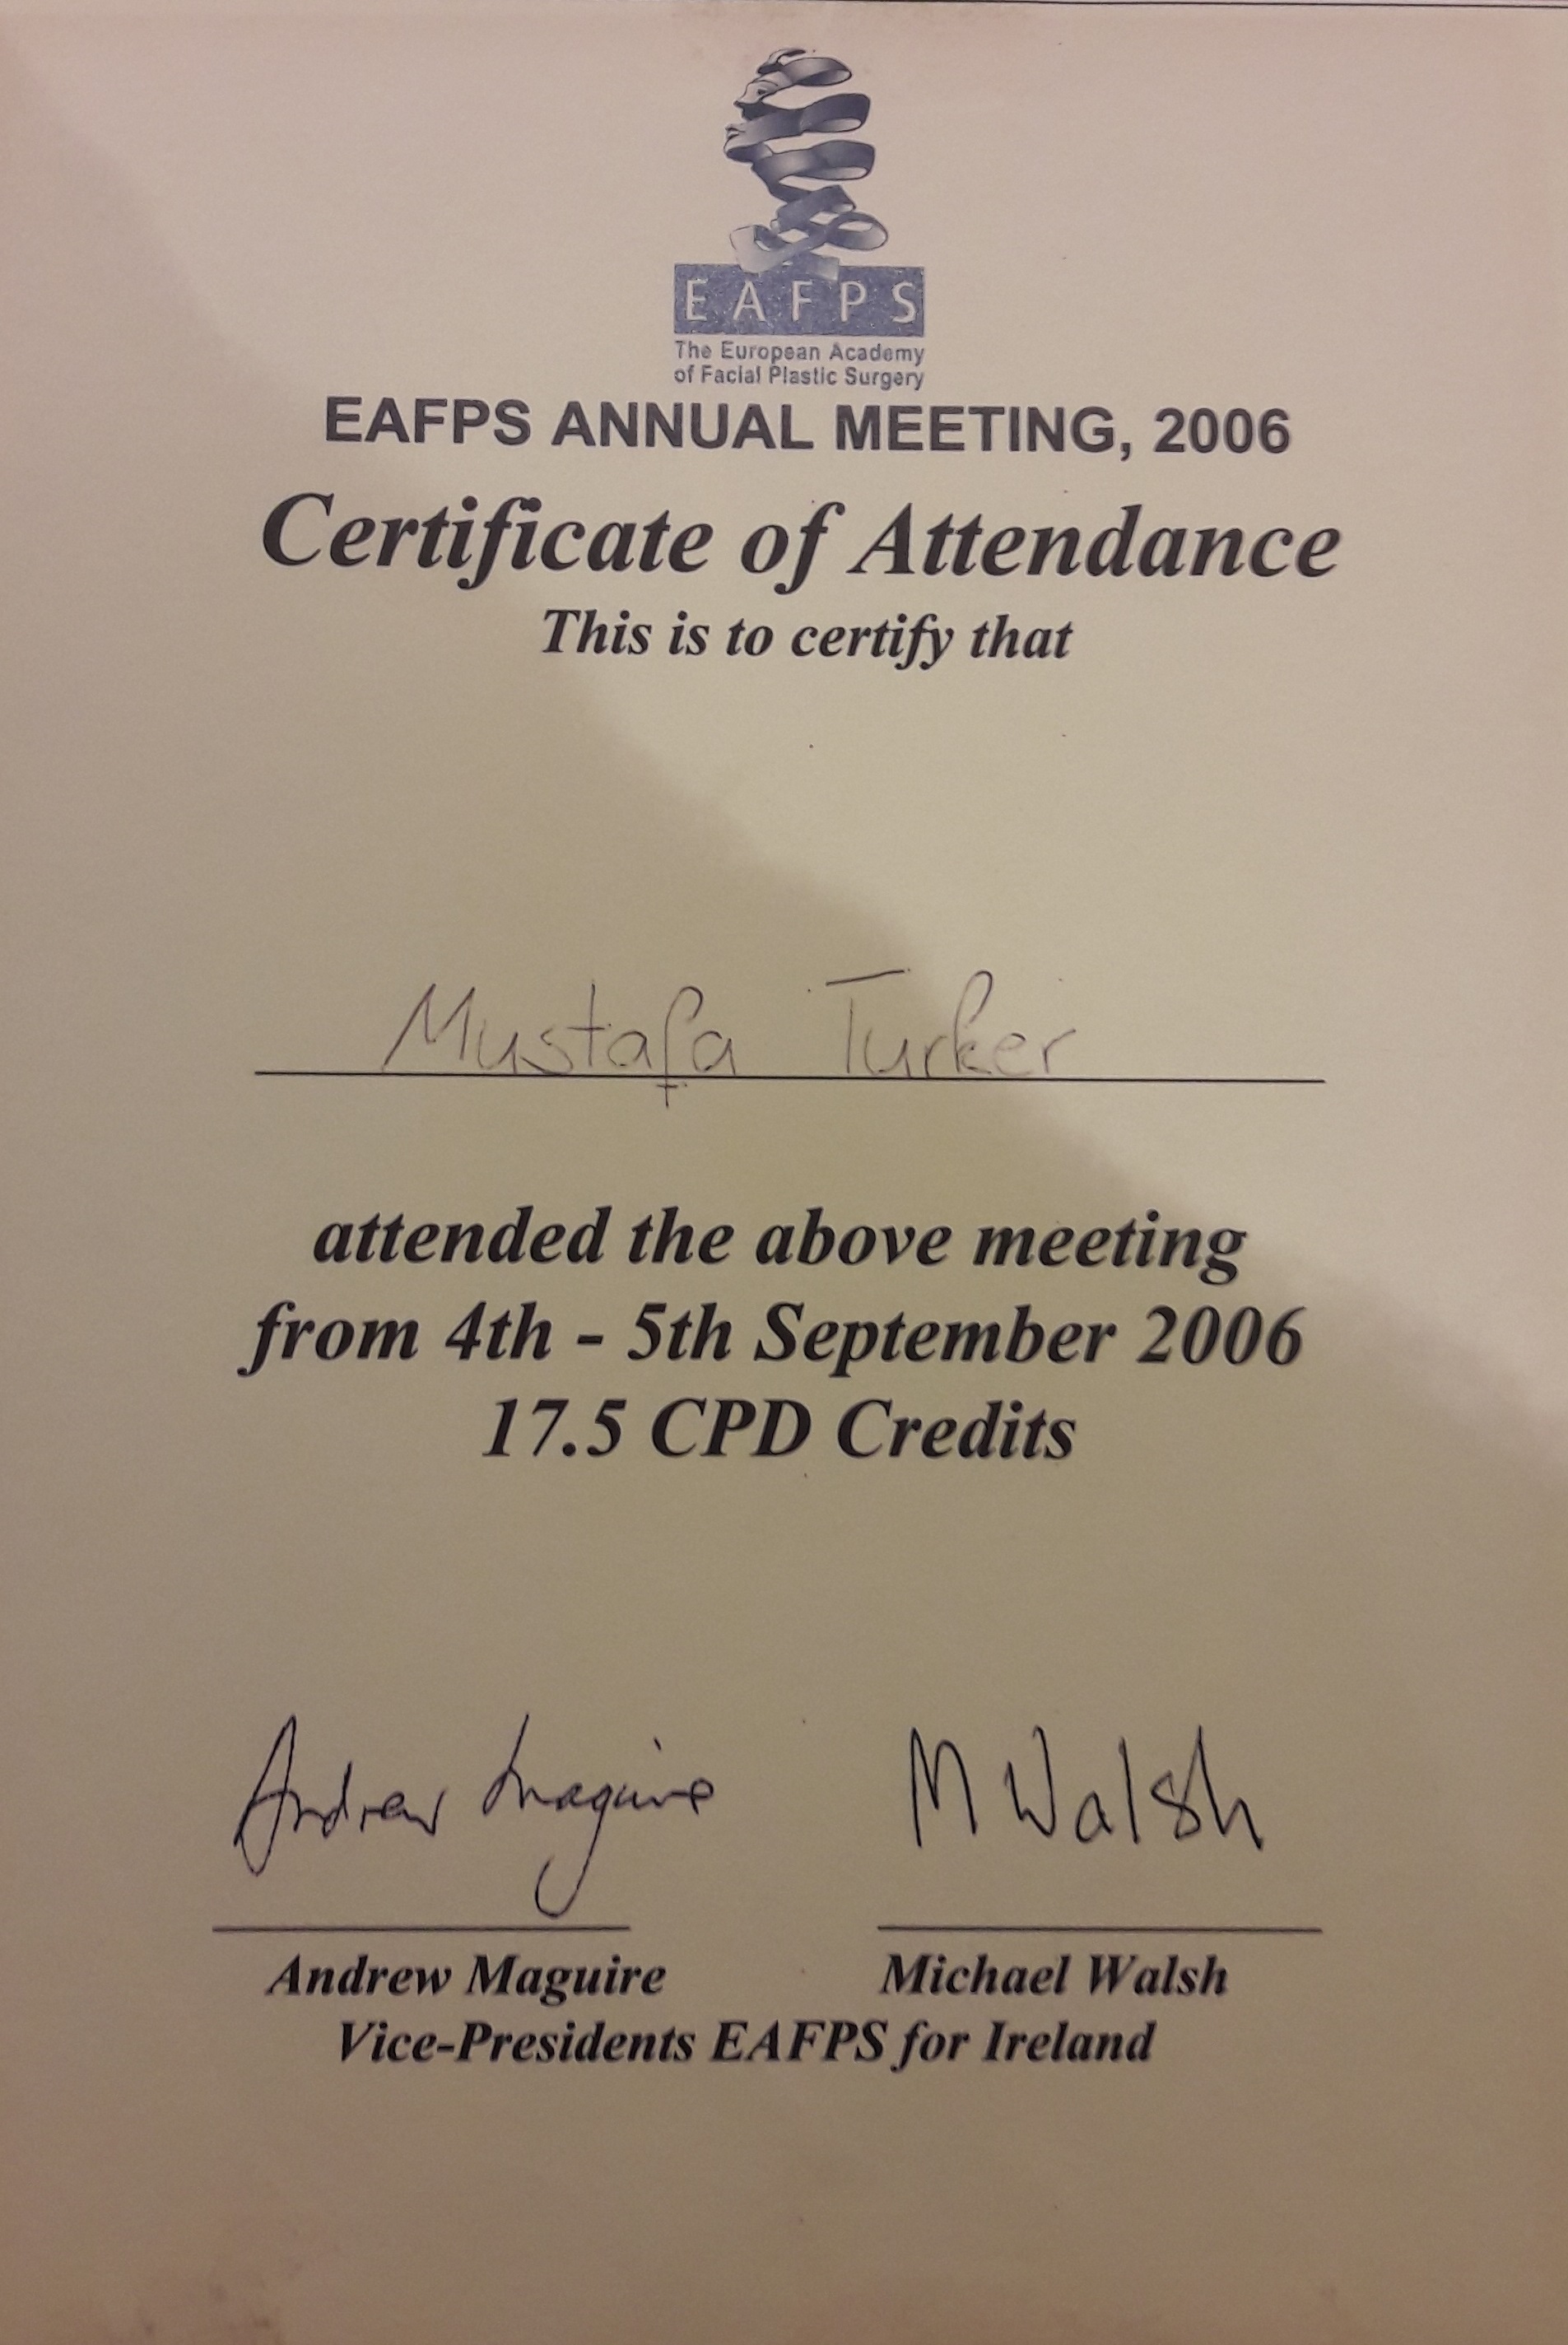 EAFPS
The European Academy
of Facial Plastic Surgery
EAFPS ANNUAL MEETING, 2006
Certificate of Attendance
This is to certify that
Mustafa Turker
attended the above meeting
from 4th - 5th September 2006
17.5 CPD Credits
Andrew Maguire M Walsh
Andrew Maguire Michael Walsh
Vice-Presidents EAFPS for Ireland